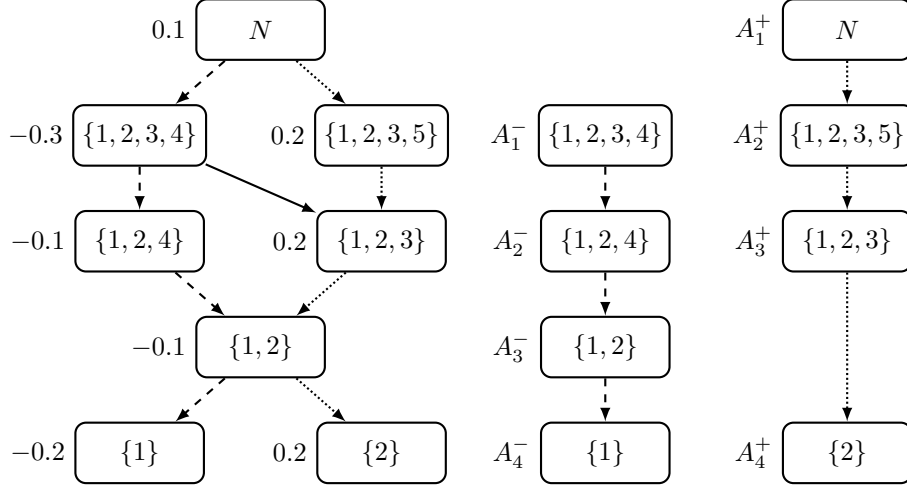 0.1 N A₁⁺ N
−0.3 {1, 2, 3, 4} 0.2 {1, 2, 3, 5} A₁⁻ {1, 2, 3, 4} A₂⁺ {1, 2, 3, 5}
−0.1 {1, 2, 4} 0.2 {1, 2, 3} A₂⁻ {1, 2, 4} A₃⁺ {1, 2, 3}
−0.1 {1, 2} A₃⁻ {1, 2}
−0.2 {1} 0.2 {2} A₄⁻ {1} A₄⁺ {2}